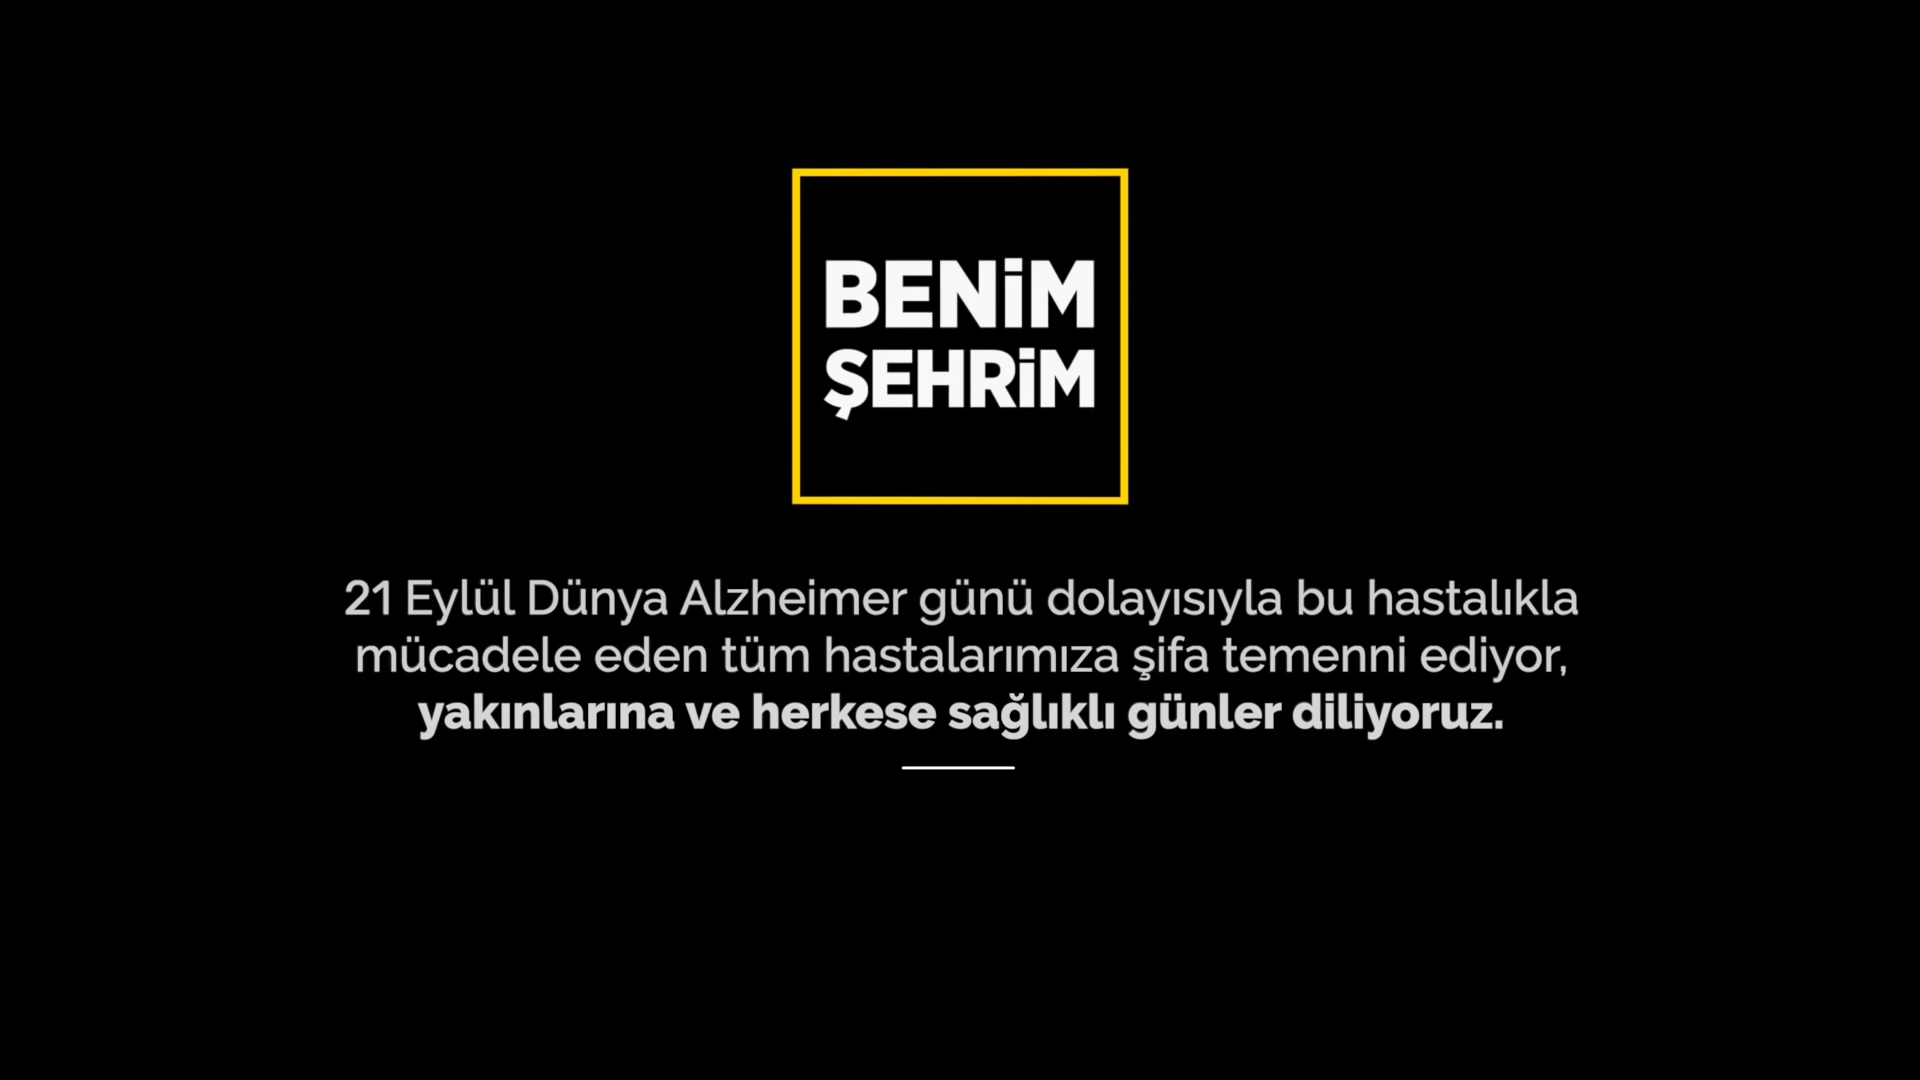 BENİM
ŞEHRİM
21 Eylül Dünya Alzheimer günü dolayısıyla bu hastalıkla
mücadele eden tüm hastalarımıza şifa temenni ediyor,
yakınlarına ve herkese sağlıklı günler diliyoruz.